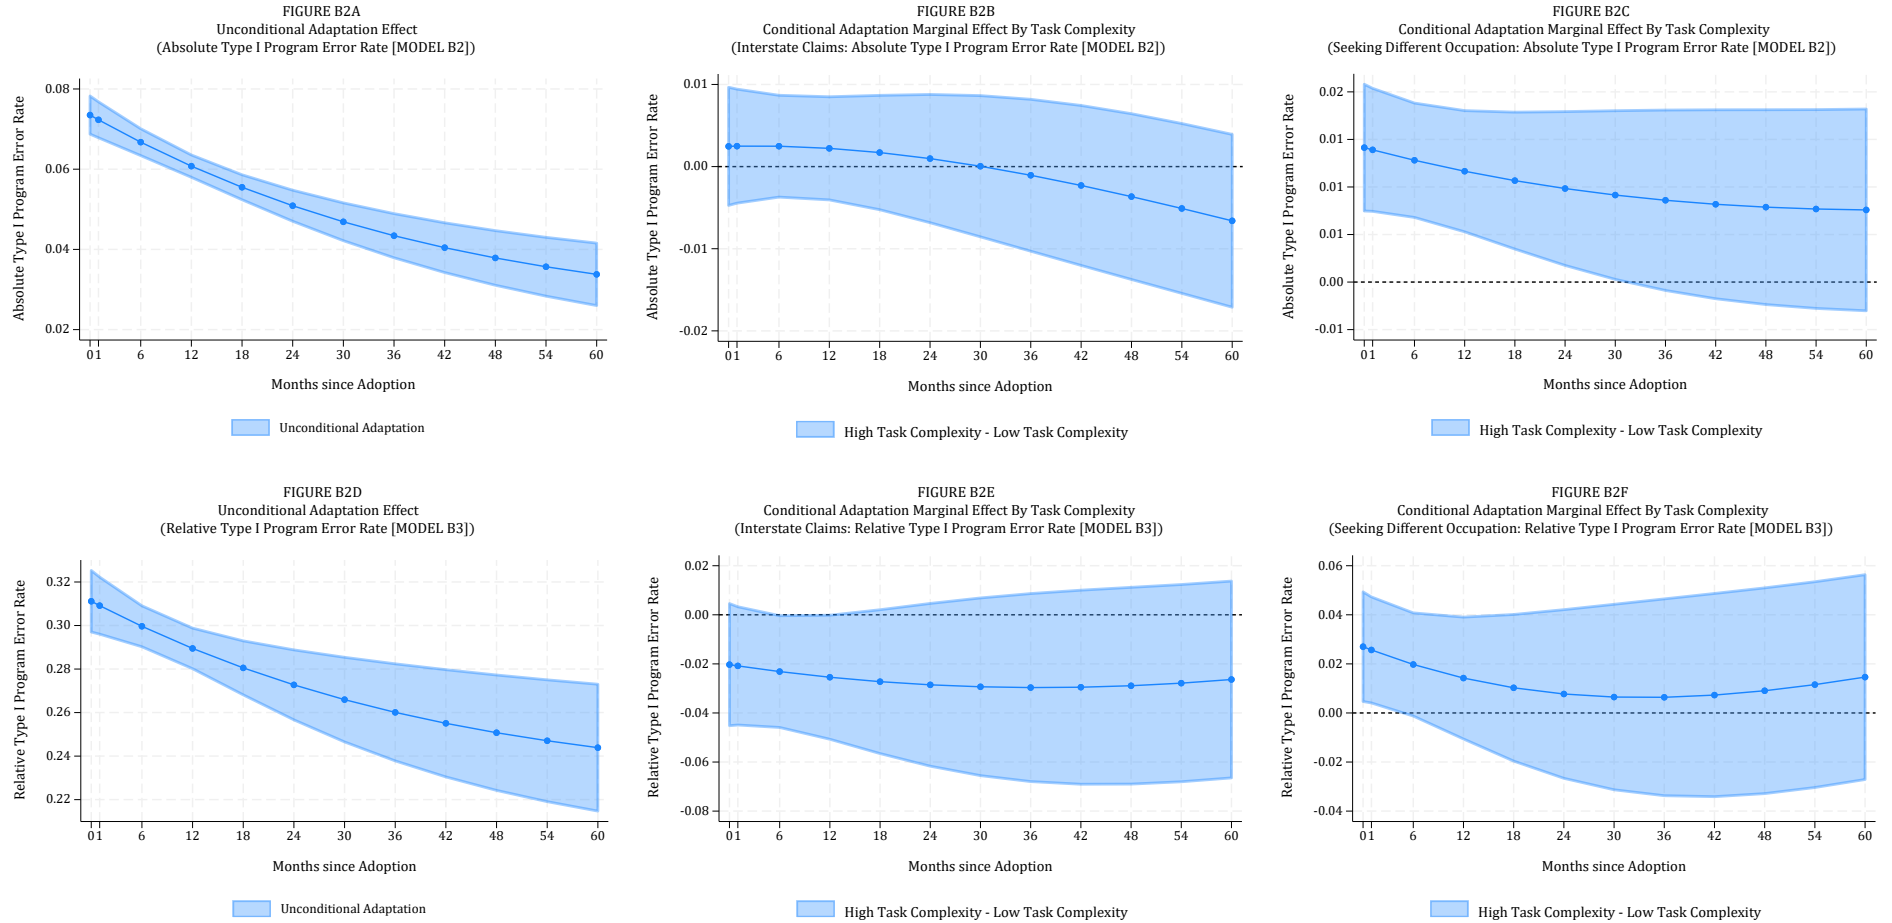 FIGURE B2A
Unconditional Adaptation Effect
(Absolute Type I Program Error Rate [MODEL B2])
Absolute Type I Program Error Rate
0.08
0.06
0.04
0.02
0 1 6 12 18 24 30 36 42 48 54 60
Months since Adoption
Unconditional Adaptation
FIGURE B2B
Conditional Adaptation Marginal Effect By Task Complexity
(Interstate Claims: Absolute Type I Program Error Rate [MODEL B2])
Absolute Type I Program Error Rate
0.01
0.00
-0.01
-0.02
0 1 6 12 18 24 30 36 42 48 54 60
Months since Adoption
High Task Complexity - Low Task Complexity
FIGURE B2C
Conditional Adaptation Marginal Effect By Task Complexity
(Seeking Different Occupation: Absolute Type I Program Error Rate [MODEL B2])
Absolute Type I Program Error Rate
0.02
0.01
0.01
0.01
0.00
-0.01
0 1 6 12 18 24 30 36 42 48 54 60
Months since Adoption
High Task Complexity - Low Task Complexity
FIGURE B2D
Unconditional Adaptation Effect
(Relative Type I Program Error Rate [MODEL B3])
Relative Type I Program Error Rate
0.32
0.30
0.28
0.26
0.24
0.22
0 1 6 12 18 24 30 36 42 48 54 60
Months since Adoption
Unconditional Adaptation
FIGURE B2E
Conditional Adaptation Marginal Effect By Task Complexity
(Interstate Claims: Relative Type I Program Error Rate [MODEL B3])
Relative Type I Program Error Rate
0.02
0.00
-0.02
-0.04
-0.06
-0.08
0 1 6 12 18 24 30 36 42 48 54 60
Months since Adoption
High Task Complexity - Low Task Complexity
FIGURE B2F
Conditional Adaptation Marginal Effect By Task Complexity
(Seeking Different Occupation: Relative Type I Program Error Rate [MODEL B3])
Relative Type I Program Error Rate
0.06
0.04
0.02
0.00
-0.02
-0.04
0 1 6 12 18 24 30 36 42 48 54 60
Months since Adoption
High Task Complexity - Low Task Complexity